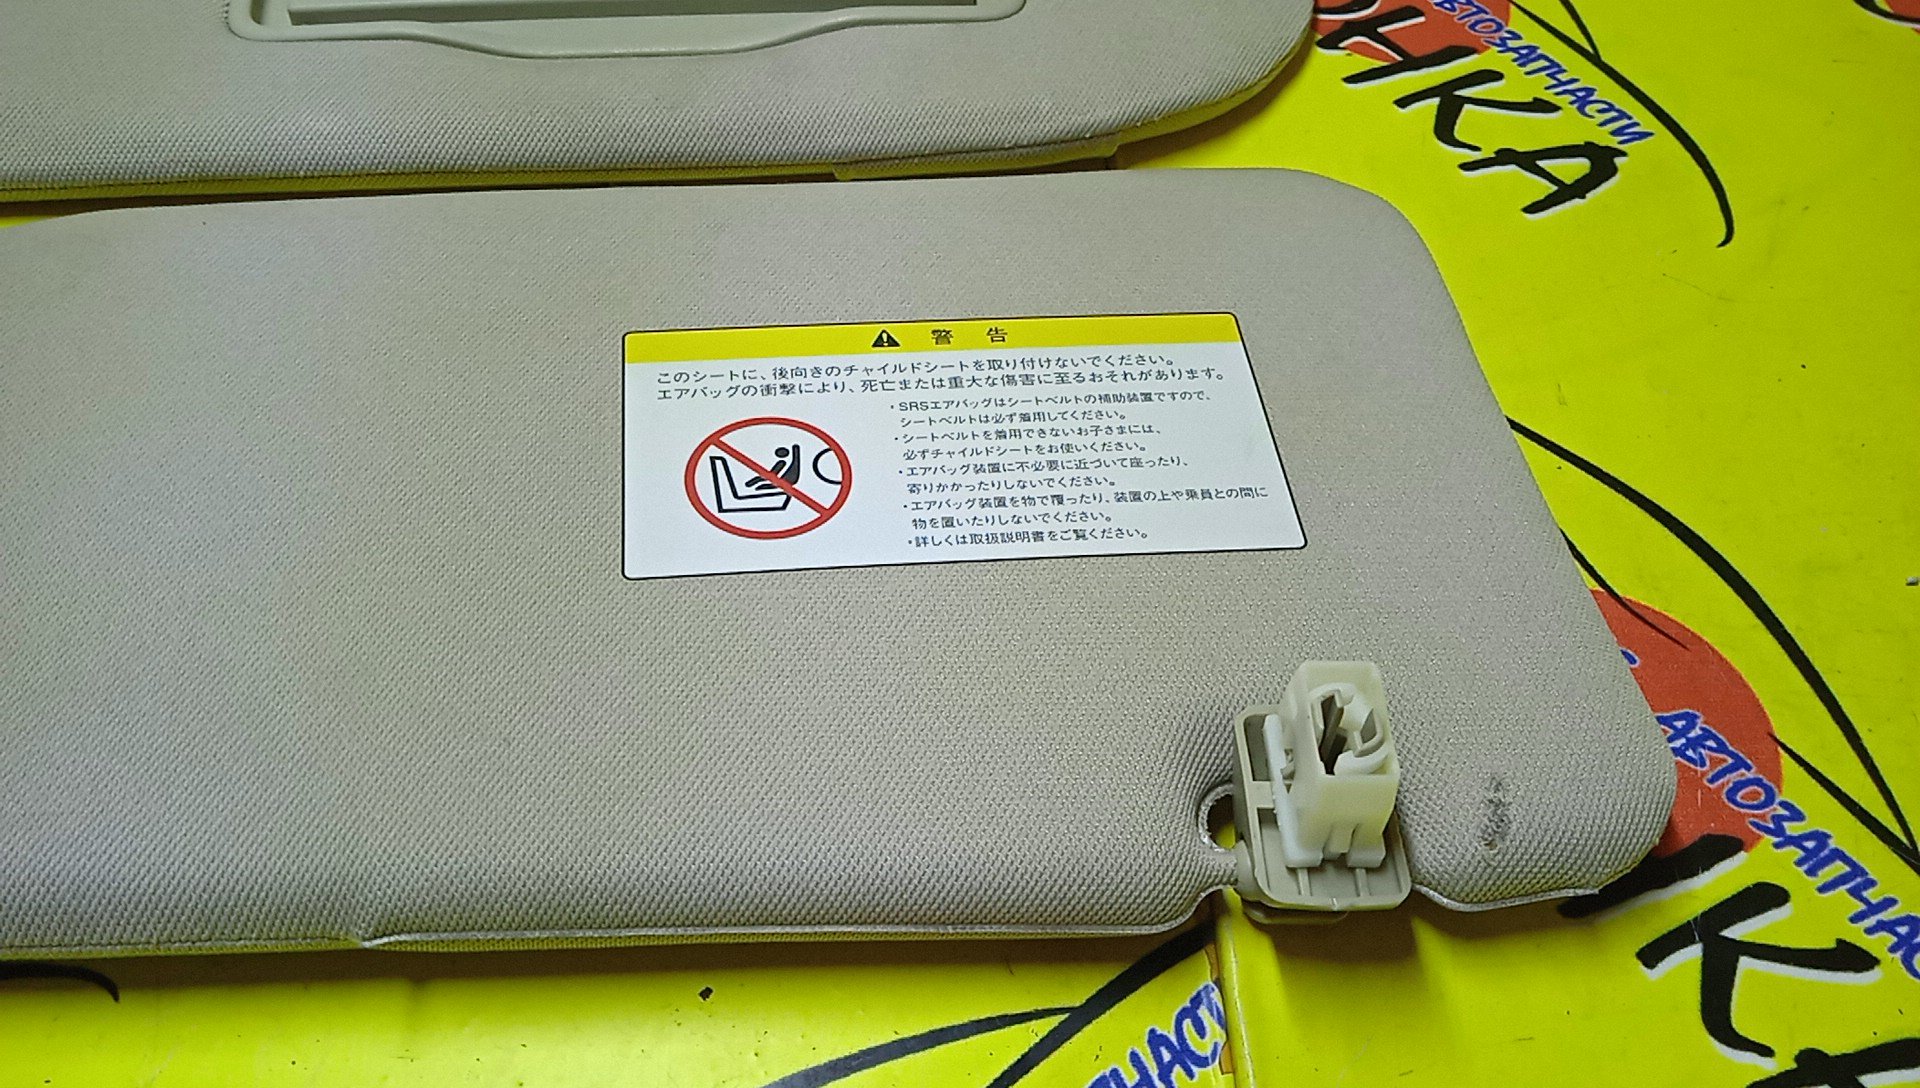 ОНКА
АВТОЗАПЧАСТИ
警 告
このシートに、後向きのチャイルドシートを取り付けないでください。
エアバッグの衝撃により、死亡または重大な傷害に至るおそれがあります。
・SRSエアバッグはシートベルトの補助装置ですので、
シートベルトは必ず着用してください。
・シートベルトを着用できないお子さまには、
必ずチャイルドシートをお使いください。
・エアバッグ装置に不必要に近づいて座ったり、
寄りかかったりしないでください。
・エアバッグ装置を物で覆ったり、装置の上や乗員との間に
物を置いたりしないでください。
・詳しくは取扱説明書をご覧ください。
АВТОЗАПЧАС
НК
ПЧАСТ